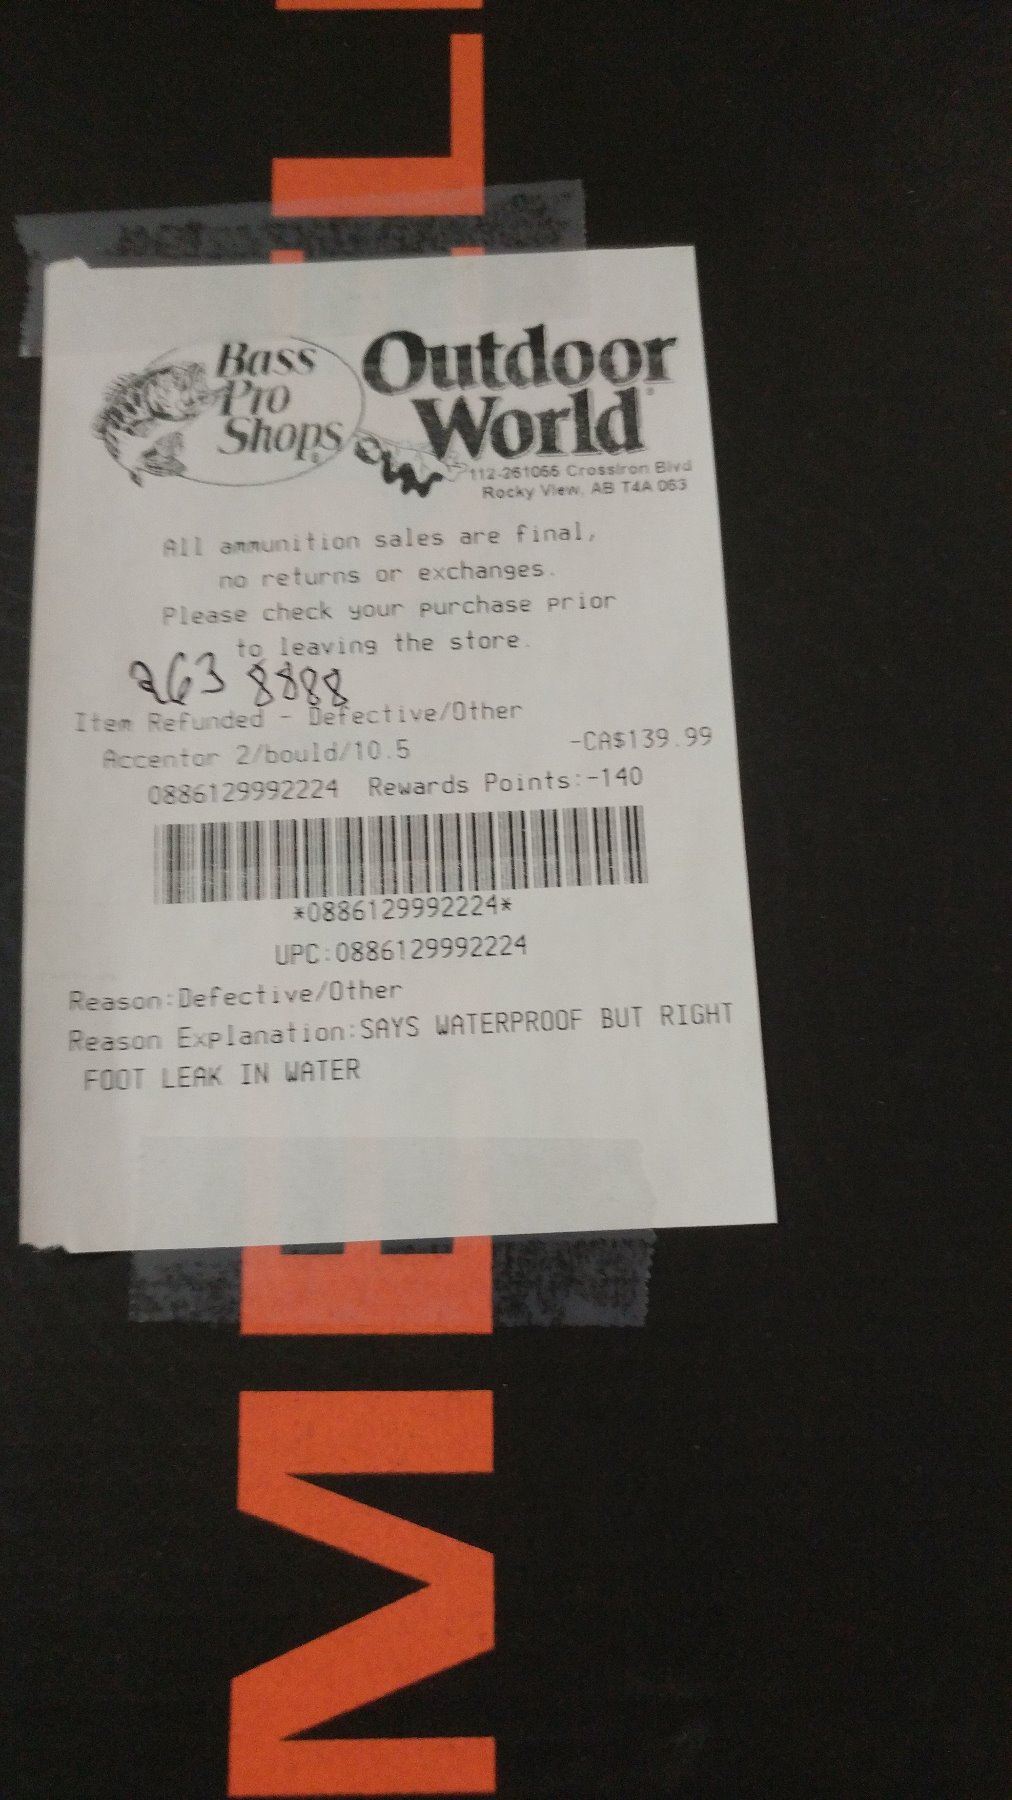 Bass
Pro
Shops
Outdoor
World
112-261055 CrossIron Blvd
Rocky View, AB T4A 0G3
All ammunition sales are final,
no returns or exchanges.
Please check your purchase prior
to leaving the store.
263 8888
Item Refunded - Defective/Other
Accentor 2/bould/10.5 -CA$139.99
0886129992224 Rewards Points:-140
*0886129992224*
UPC:0886129992224
Reason:Defective/Other
Reason Explanation:SAYS WATERPROOF BUT RIGHT
FOOT LEAK IN WATER